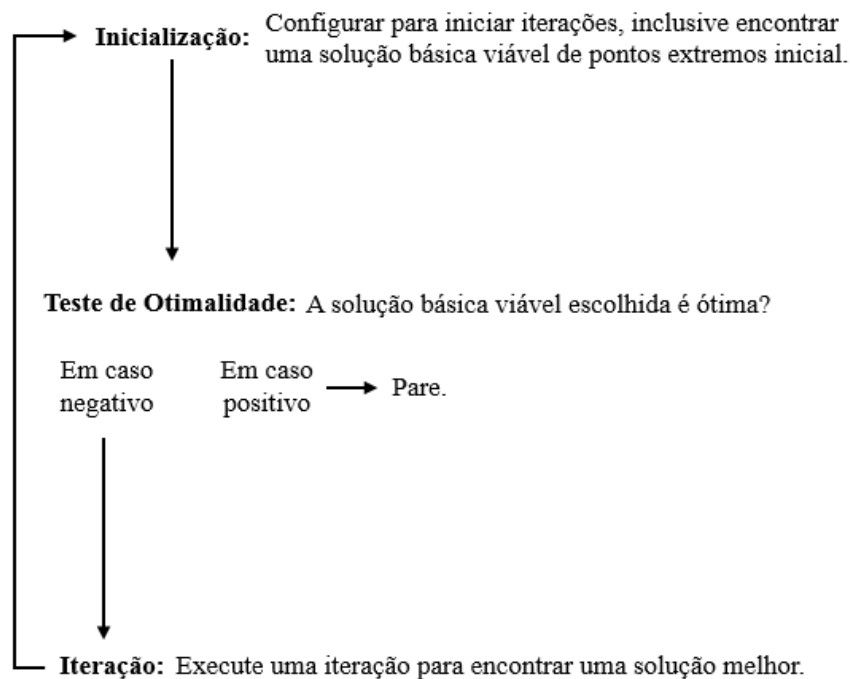 Inicialização: Configurar para iniciar iterações, inclusive encontrar
uma solução básica viável de pontos extremos inicial.
Teste de Otimalidade: A solução básica viável escolhida é ótima?
Em caso
negativo
Em caso
positivo
Pare.
Iteração: Execute uma iteração para encontrar uma solução melhor.